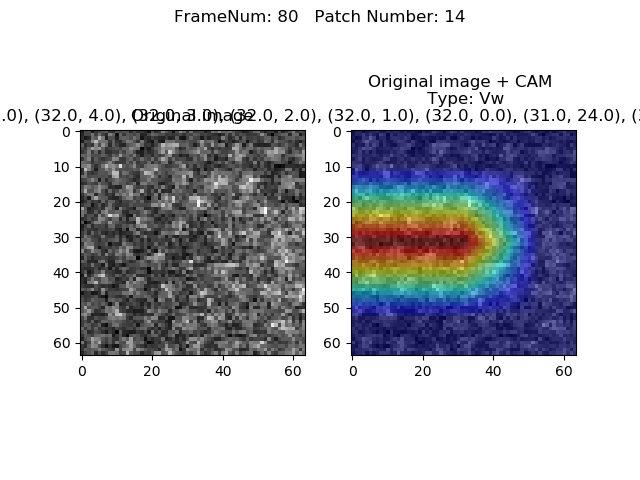 FrameNum: 80   Patch Number: 14
Original image + CAM
Type: Vw
.0), (32.0, 4.0), (32.0, 3.0), (32.0, 2.0), (32.0, 1.0), (32.0, 0.0), (31.0, 24.0), (3
Original image
0
10
20
30
40
50
60
0 20 40 60
0
10
20
30
40
50
60
0 20 40 60